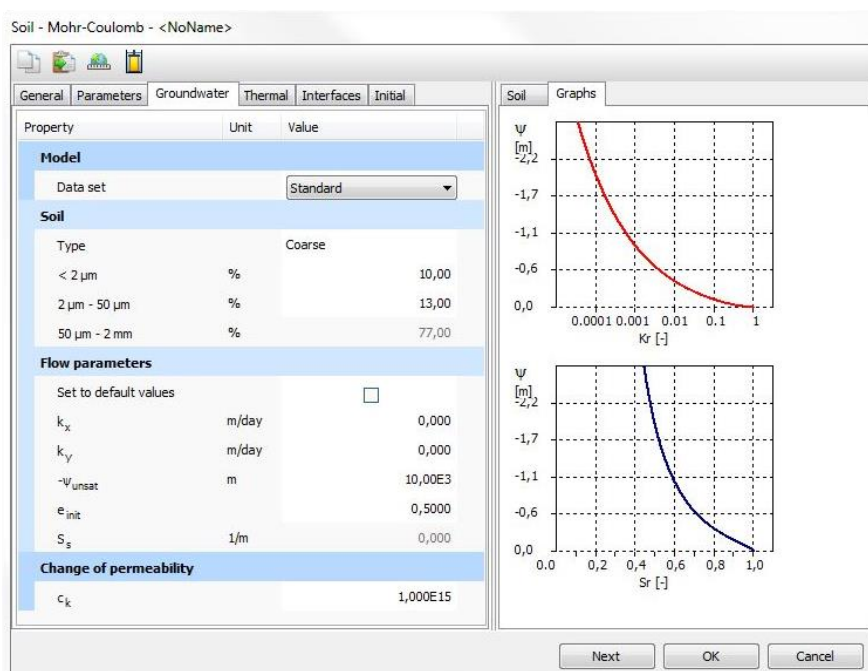 Soil - Mohr-Coulomb - <NoName>
General Parameters Groundwater Thermal Interfaces Initial
Property Unit Value
Model
Data set Standard
Soil
Type Coarse
< 2 μm % 10,00
2 μm - 50 μm % 13,00
50 μm - 2 mm % 77,00
Flow parameters
Set to default values
kx m/day 0,000
ky m/day 0,000
-Ψunsat m 10,00E3
einit 0,5000
Ss 1/m 0,000
Change of permeability
ck 1,000E15
Soil Graphs
Ψ
[m]
-2,2
-1,7
-1,1
-0,6
0,0
0.0001 0.001 0.01 0.1 1
Kr [-]
Ψ
[m]
-2,2
-1,7
-1,1
-0,6
0,0
0.0 0,2 0,4 0,6 0,8 1,0
Sr [-]
Next OK Cancel